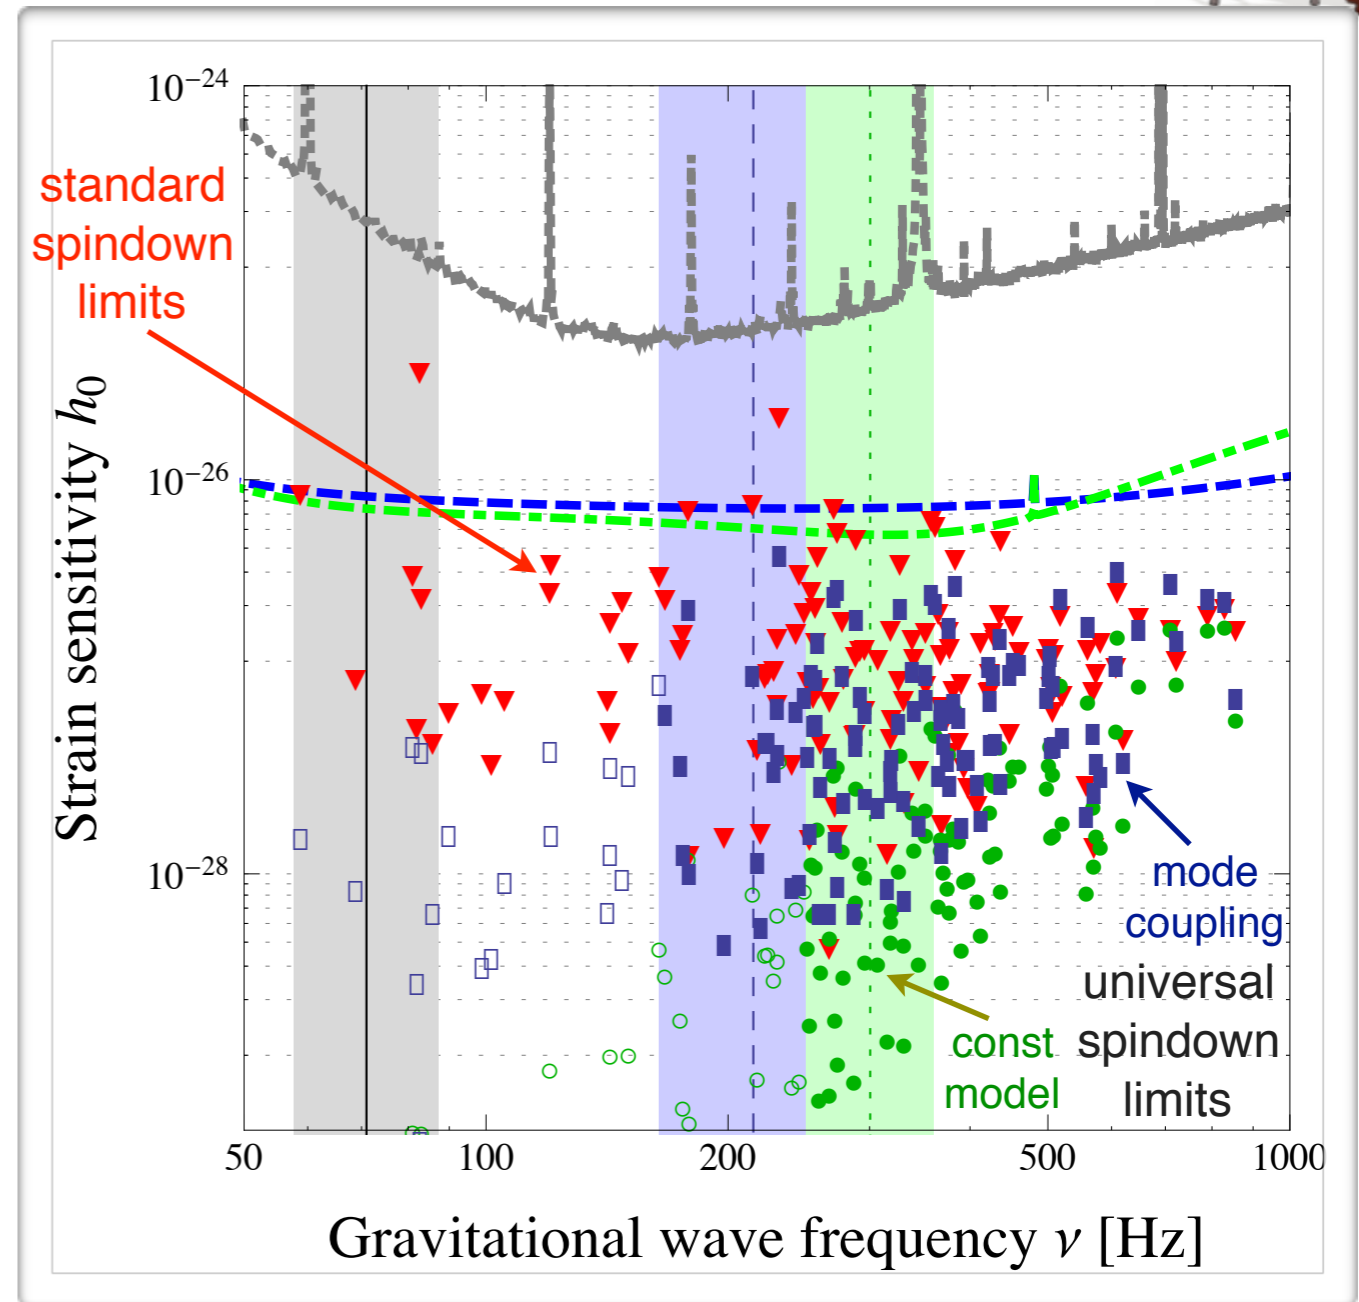 10⁻²⁴
standard
spindown
limits
Strain sensitivity h₀
10⁻²⁶
10⁻²⁸
mode
coupling
universal
spindown
limits
const
model
50 100 200 500 1000
Gravitational wave frequency ν [Hz]